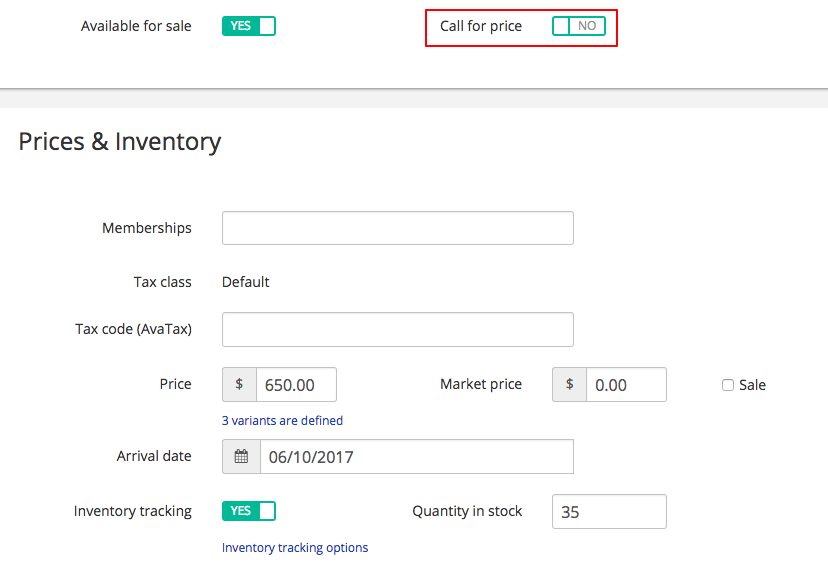 Available for sale YES Call for price NO
Prices & Inventory
Memberships
Tax class Default
Tax code (AvaTax)
Price $ 650.00 Market price $ 0.00 Sale
3 variants are defined
Arrival date 06/10/2017
Inventory tracking YES Quantity in stock 35
Inventory tracking options